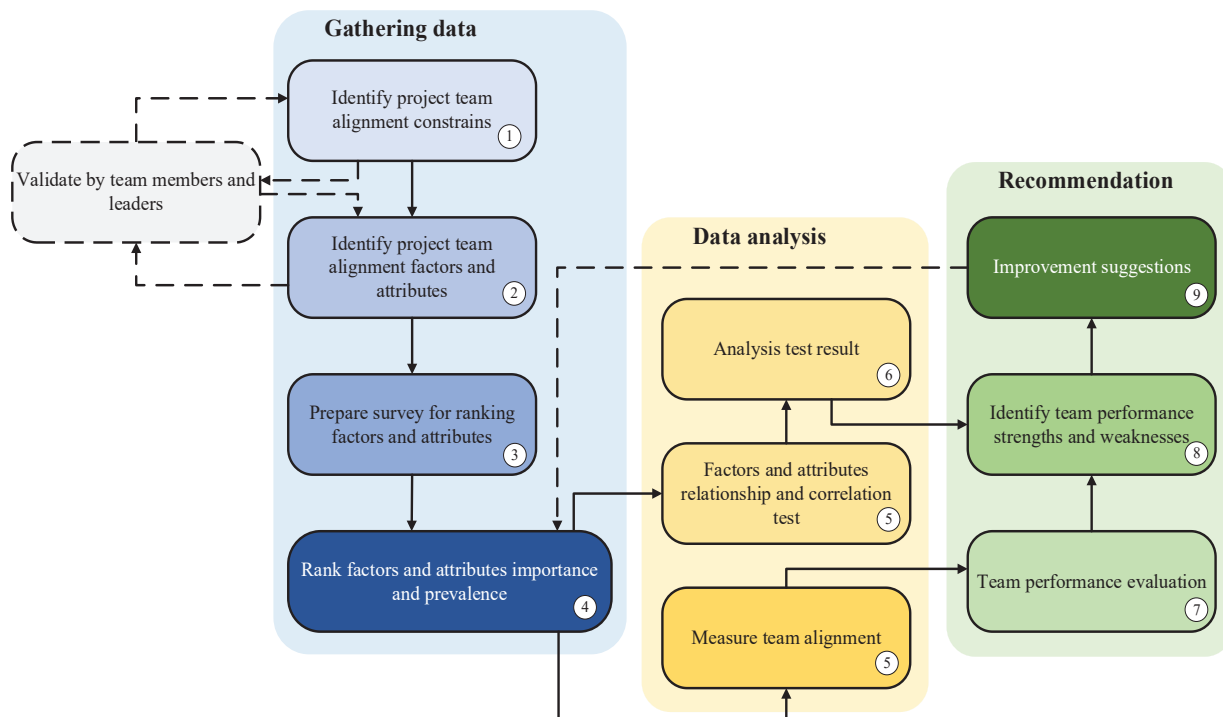 Gathering data
Identify project team
alignment constrains
1
Validate by team members and
leaders
Identify project team
alignment factors and
attributes
2
Prepare survey for ranking
factors and attributes
3
Rank factors and attributes importance
and prevalence
4
Data analysis
Analysis test result
6
Factors and attributes
relationship and correlation
test
5
Measure team alignment
5
Recommendation
Improvement suggestions
9
Identify team performance
strengths and weaknesses
8
Team performance evaluation
7